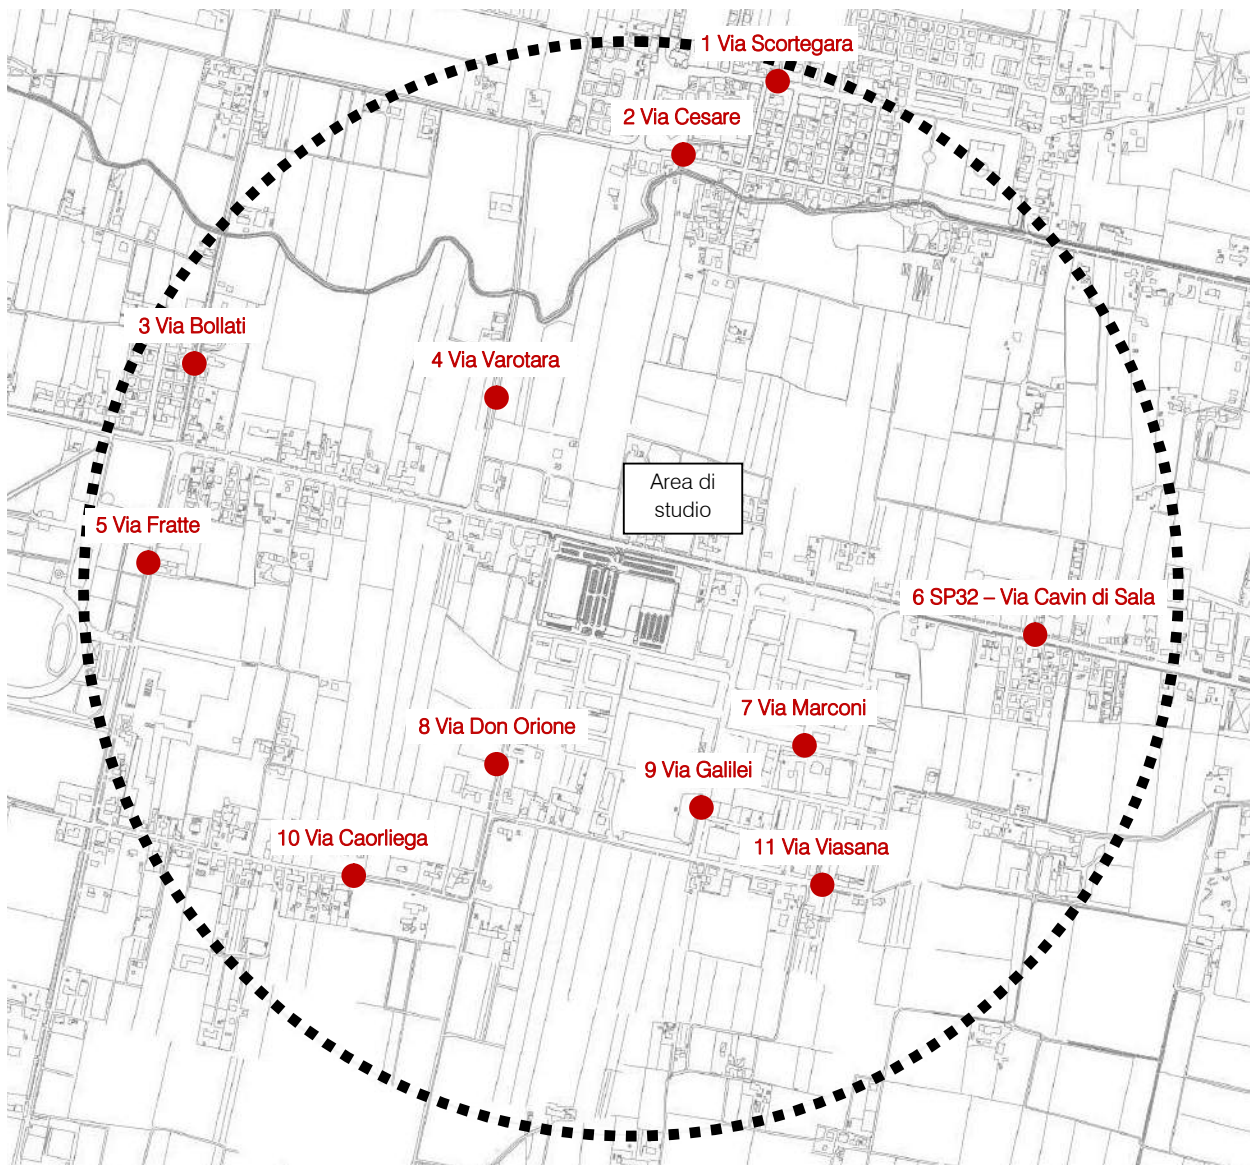 1 Via Scortegara
2 Via Cesare
3 Via Bollati
4 Via Varotara
Area di
studio
5 Via Fratte
6 SP32 – Via Cavin di Sala
7 Via Marconi
8 Via Don Orione
9 Via Galilei
10 Via Caorliega
11 Via Viasana